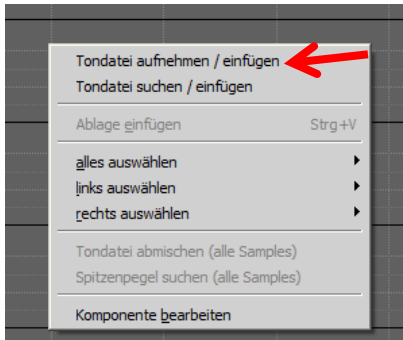 Tondatei aufnehmen / einfügen
Tondatei suchen / einfügen
Ablage einfügen Strg+V
alles auswählen
links auswählen
rechts auswählen
Tondatei abmischen (alle Samples)
Spitzenpegel suchen (alle Samples)
Komponente bearbeiten